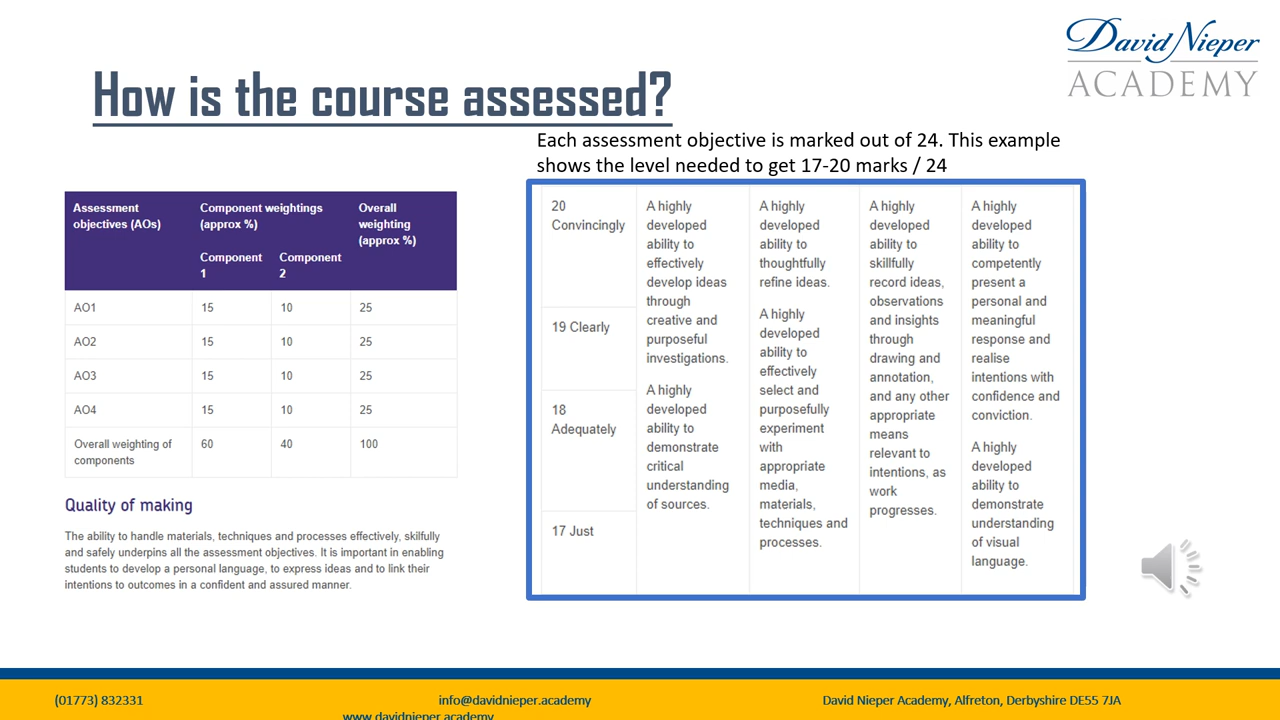 David Nieper
ACADEMY
How is the course assessed?
Each assessment objective is marked out of 24. This example
shows the level needed to get 17-20 marks / 24
Assessment
objectives (AOs)
Component weightings
(approx %)
Overall
weighting
(approx %)
Component
1
Component
2
AO1 15 10 25
AO2 15 10 25
AO3 15 10 25
AO4 15 10 25
Overall weighting of
components
60 40 100
Quality of making
The ability to handle materials, techniques and processes effectively, skilfully
and safely underpins all the assessment objectives. It is important in enabling
students to develop a personal language, to express ideas and to link their
intentions to outcomes in a confident and assured manner.
20
Convincingly
19 Clearly
18
Adequately
17 Just
A highly
developed
ability to
effectively
develop ideas
through
creative and
purposeful
investigations.
A highly
developed
ability to
demonstrate
critical
understanding
of sources.
A highly
developed
ability to
thoughtfully
refine ideas.
A highly
developed
ability to
effectively
select and
purposefully
experiment
with
appropriate
media,
materials,
techniques and
processes.
A highly
developed
ability to
skillfully
record ideas,
observations
and insights
through
drawing and
annotation,
and any other
appropriate
means
relevant to
intentions, as
work
progresses.
A highly
developed
ability to
competently
present a
personal and
meaningful
response and
realise
intentions with
confidence and
conviction.
A highly
developed
ability to
demonstrate
understanding
of visual
language.
(01773) 832331 info@davidnieper.academy David Nieper Academy, Alfreton, Derbyshire DE55 7JA
www.davidnieper.academy